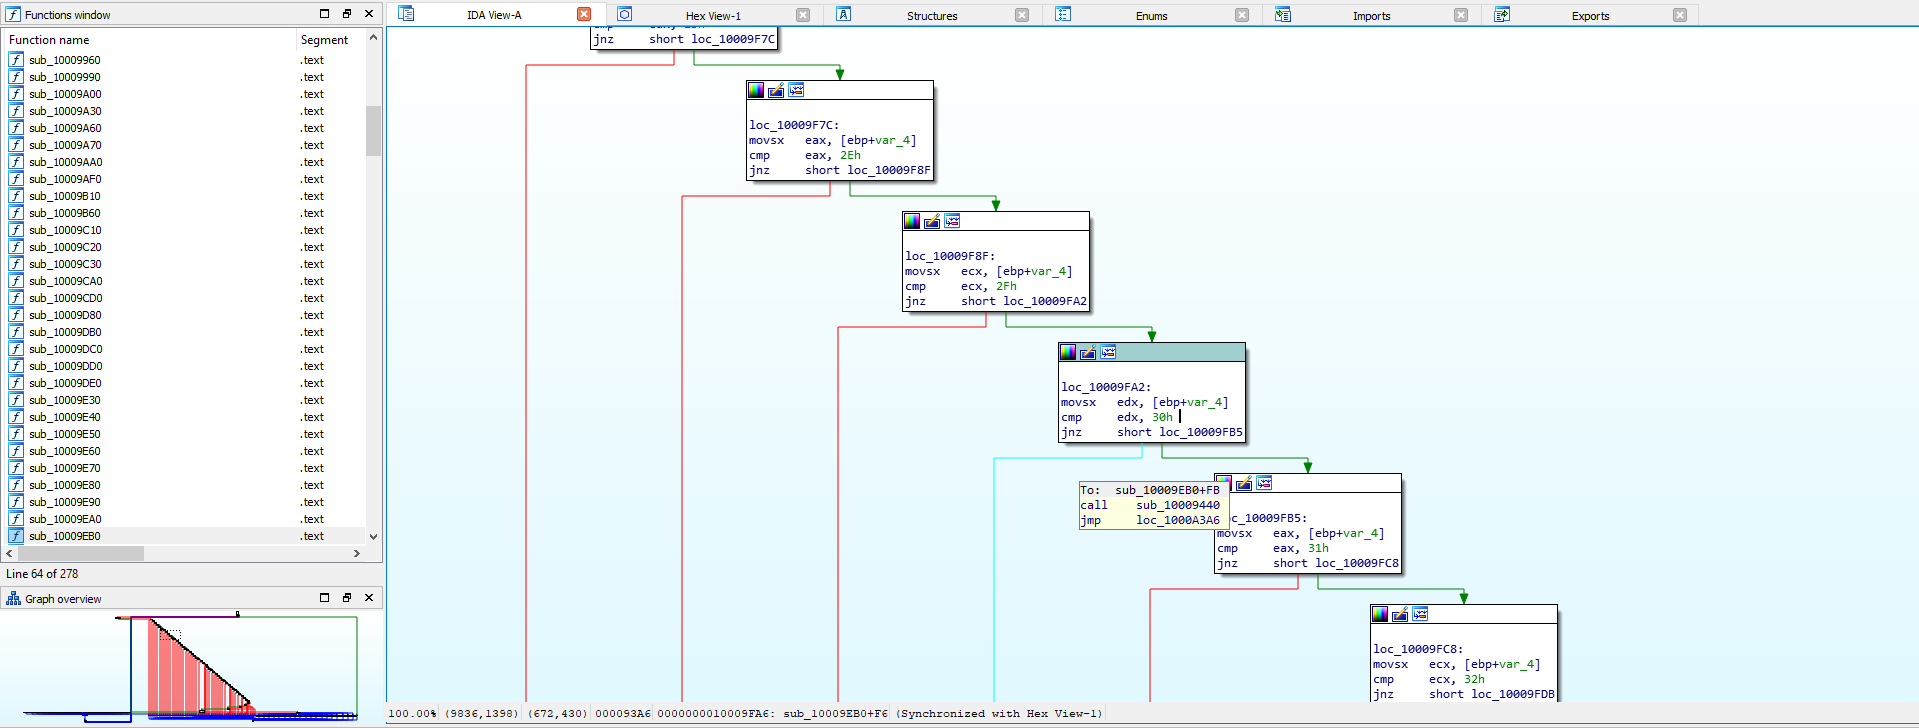 Functions window
Function name Segment
sub_10009960 .text
sub_10009990 .text
sub_10009A00 .text
sub_10009A30 .text
sub_10009A60 .text
sub_10009A70 .text
sub_10009AA0 .text
sub_10009AF0 .text
sub_10009B10 .text
sub_10009B60 .text
sub_10009C10 .text
sub_10009C20 .text
sub_10009C30 .text
sub_10009CA0 .text
sub_10009CD0 .text
sub_10009D80 .text
sub_10009DB0 .text
sub_10009DC0 .text
sub_10009DD0 .text
sub_10009DE0 .text
sub_10009E30 .text
sub_10009E40 .text
sub_10009E50 .text
sub_10009E60 .text
sub_10009E70 .text
sub_10009E80 .text
sub_10009E90 .text
sub_10009EA0 .text
sub_10009EB0 .text
Line 64 of 278
Graph overview
IDA View-A Hex View-1 Structures Enums Imports Exports
jnz short loc_10009F7C
loc_10009F7C:
movsx eax, [ebp+var_4]
cmp eax, 2Eh
jnz short loc_10009F8F
loc_10009F8F:
movsx ecx, [ebp+var_4]
cmp ecx, 2Fh
jnz short loc_10009FA2
loc_10009FA2:
movsx edx, [ebp+var_4]
cmp edx, 30h
jnz short loc_10009FB5
To: sub_10009EB0+FB
call sub_10009440
jmp loc_1000A3A6
oc_10009FB5:
movsx eax, [ebp+var_4]
cmp eax, 31h
jnz short loc_10009FC8
loc_10009FC8:
movsx ecx, [ebp+var_4]
cmp ecx, 32h
jnz short loc_10009FDB
100.00% (9836,1398) (672,430) 000093A6 0000000010009FA6: sub_10009EB0+F6 (Synchronized with Hex View-1)